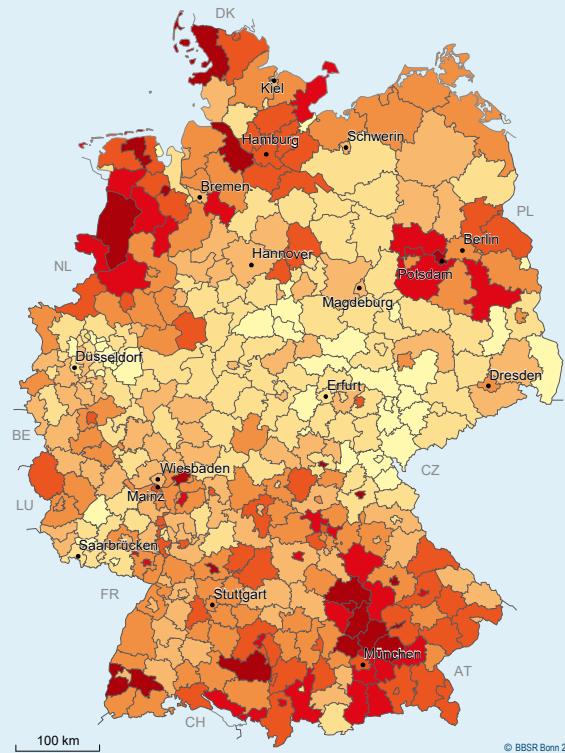 DK
Kiel
Hamburg
Schwerin
Bremen
PL
Berlin
NL
Hannover
Potsdam
Magdeburg
Düsseldorf
Erfurt
Dresden
BE
Wiesbaden
CZ
Mainz
LU
Saarbrücken
FR
Stuttgart
München
AT
CH
100 km
© BBSR Bonn 2